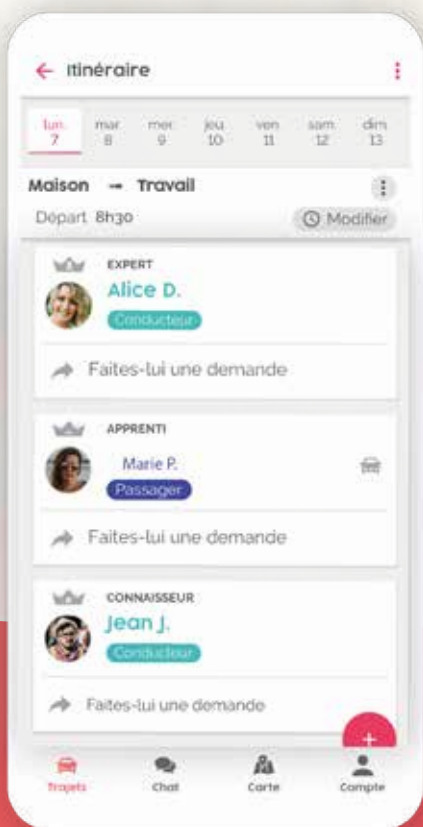 ← Itinéraire
lun. mar. mer. jeu. ven. sam. dim.
7 8 9 10 11 12 13
Maison → Travail
Départ 8h30 Modifier
EXPERT
Alice D.
Conducteur
Faites-lui une demande
APPRENTI
Marie P.
Passager
Faites-lui une demande
CONNAISSEUR
Jean J.
Conducteur
Faites-lui une demande
+
Trajets Chat Carte Compte